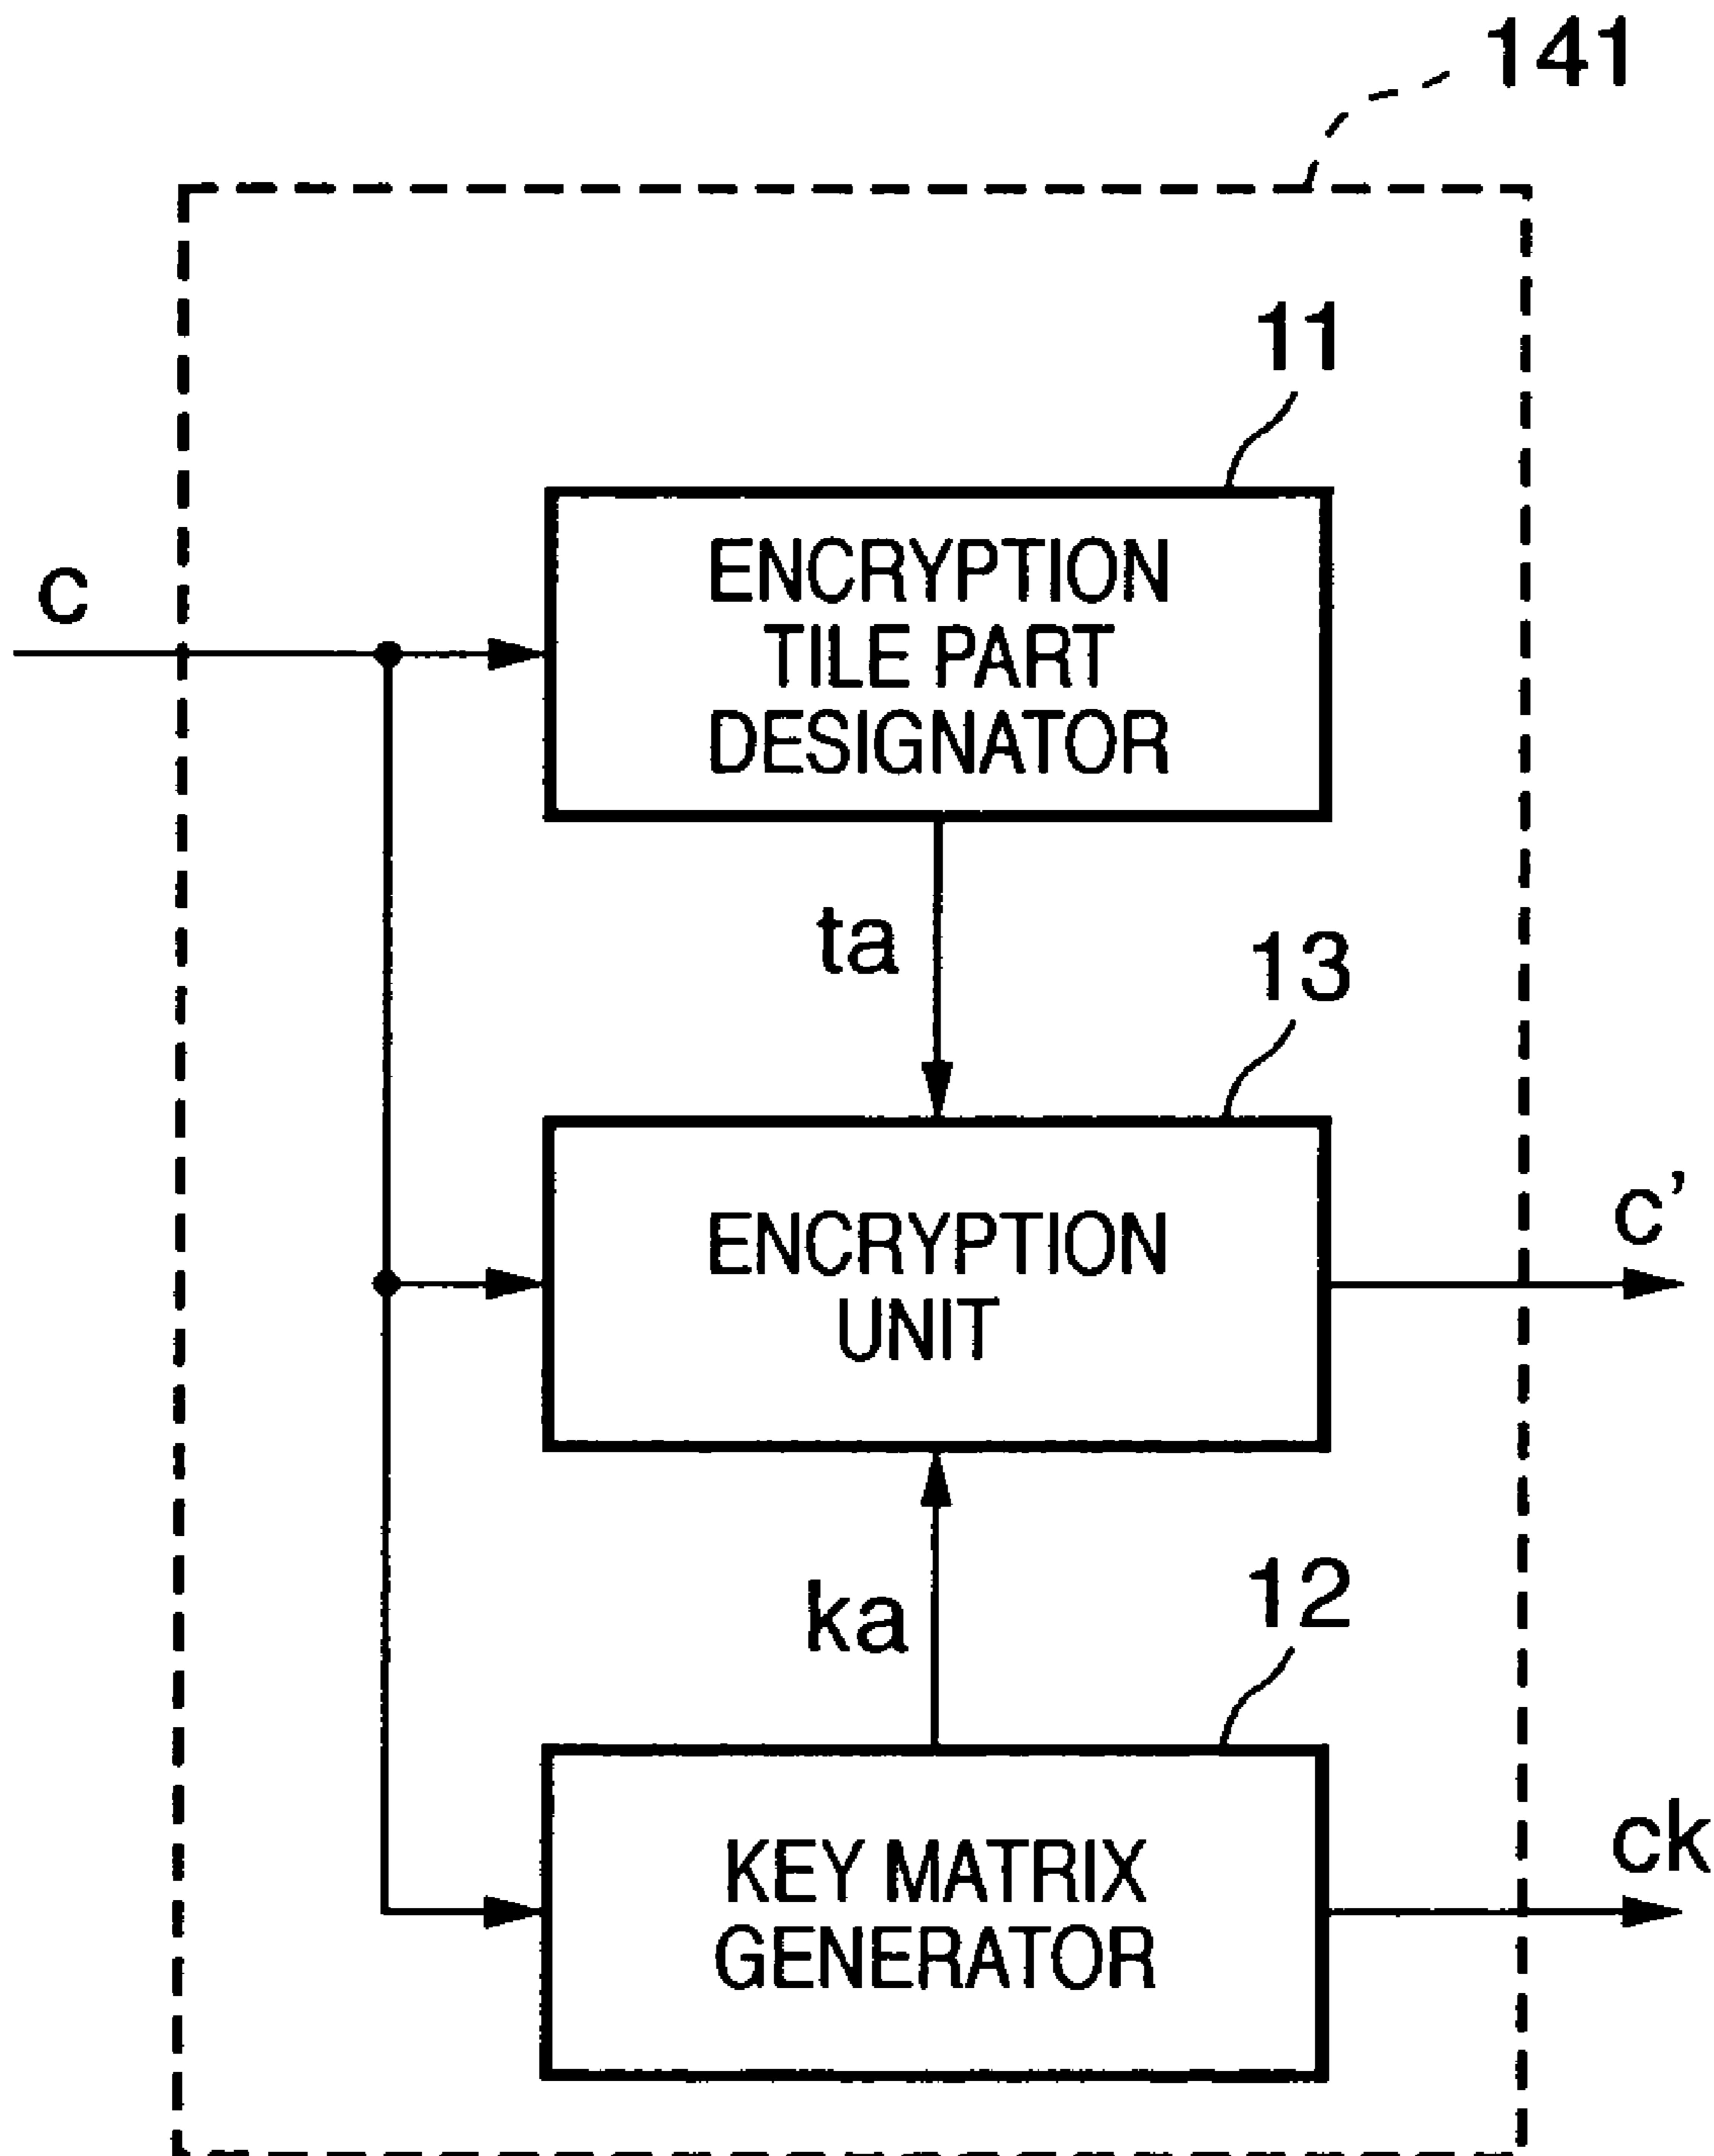 141
11
c
ENCRYPTION
TILE PART
DESIGNATOR
ta
13
ENCRYPTION
UNIT
c’
ka
12
KEY MATRIX
GENERATOR
ck